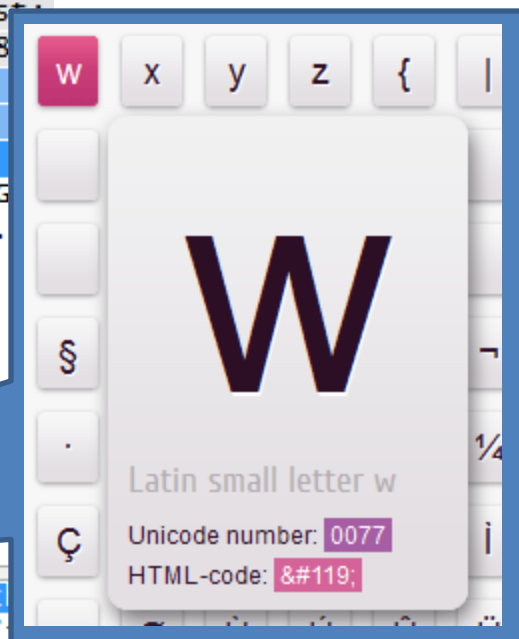 w x y z { |
w
§ ¬
· ¼
Latin small letter w
Unicode number: 0077
Ç Ì
HTML-code: &#119;